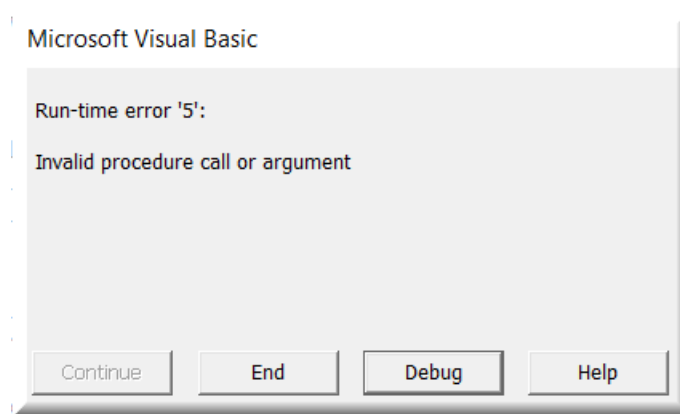 Microsoft Visual Basic
Run-time error '5':
Invalid procedure call or argument
Continue End Debug Help